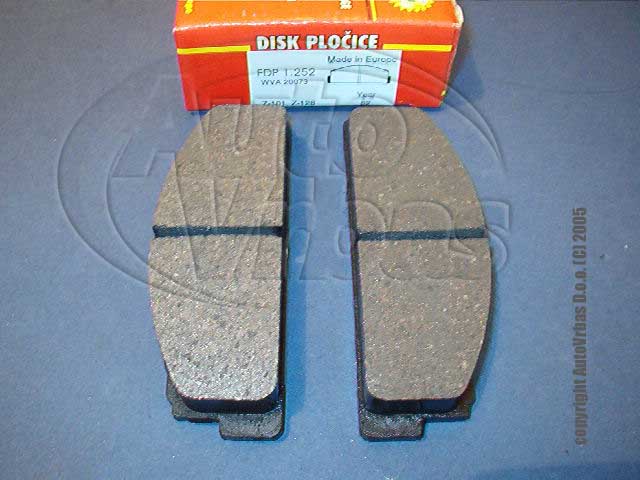 DISK PLOČICE
FDP 1.252
WVA 20073
Made in Europe
Year
82
Z-101, Z-128
Auto
Vrbas
copyright AutoVrbas D.o.o. (C) 2005